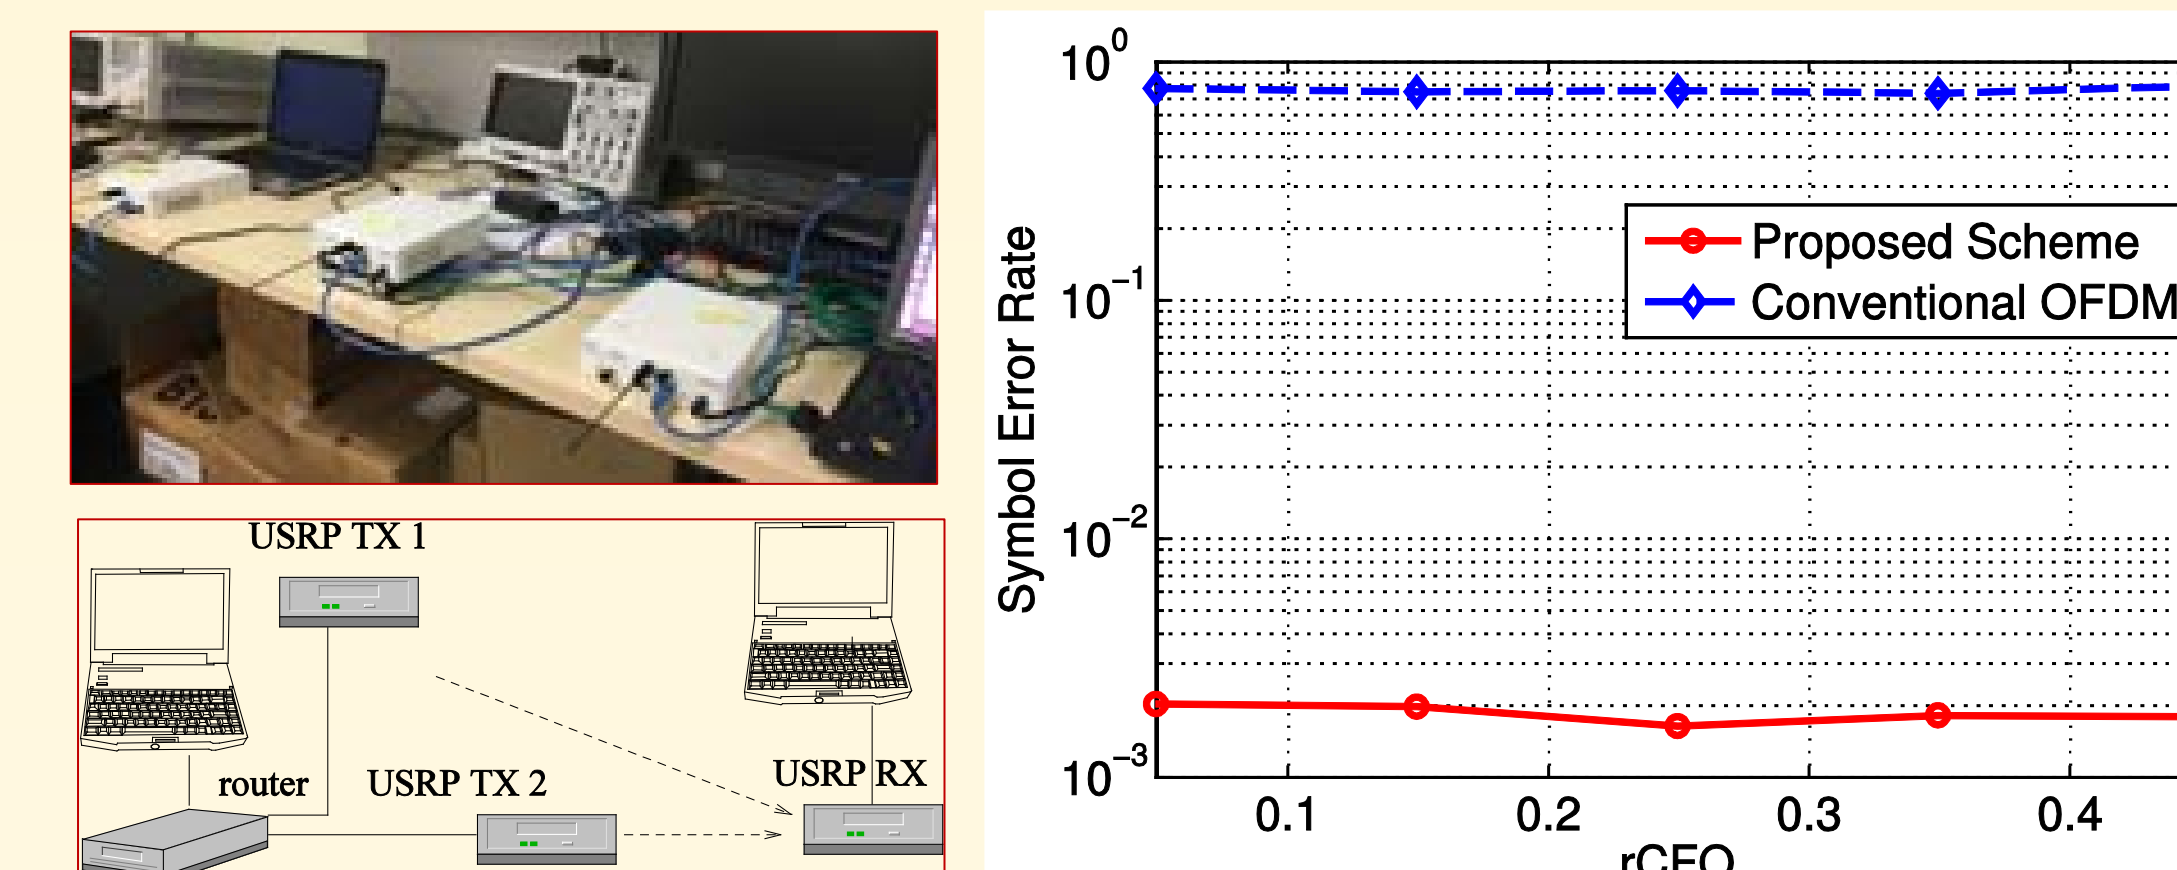 USRP TX 1
router
USRP TX 2
USRP RX
10^0
10^-1
10^-2
10^-3
Symbol Error Rate
Proposed Scheme
Conventional OFDM
0.1
0.2
0.3
0.4
rCFO